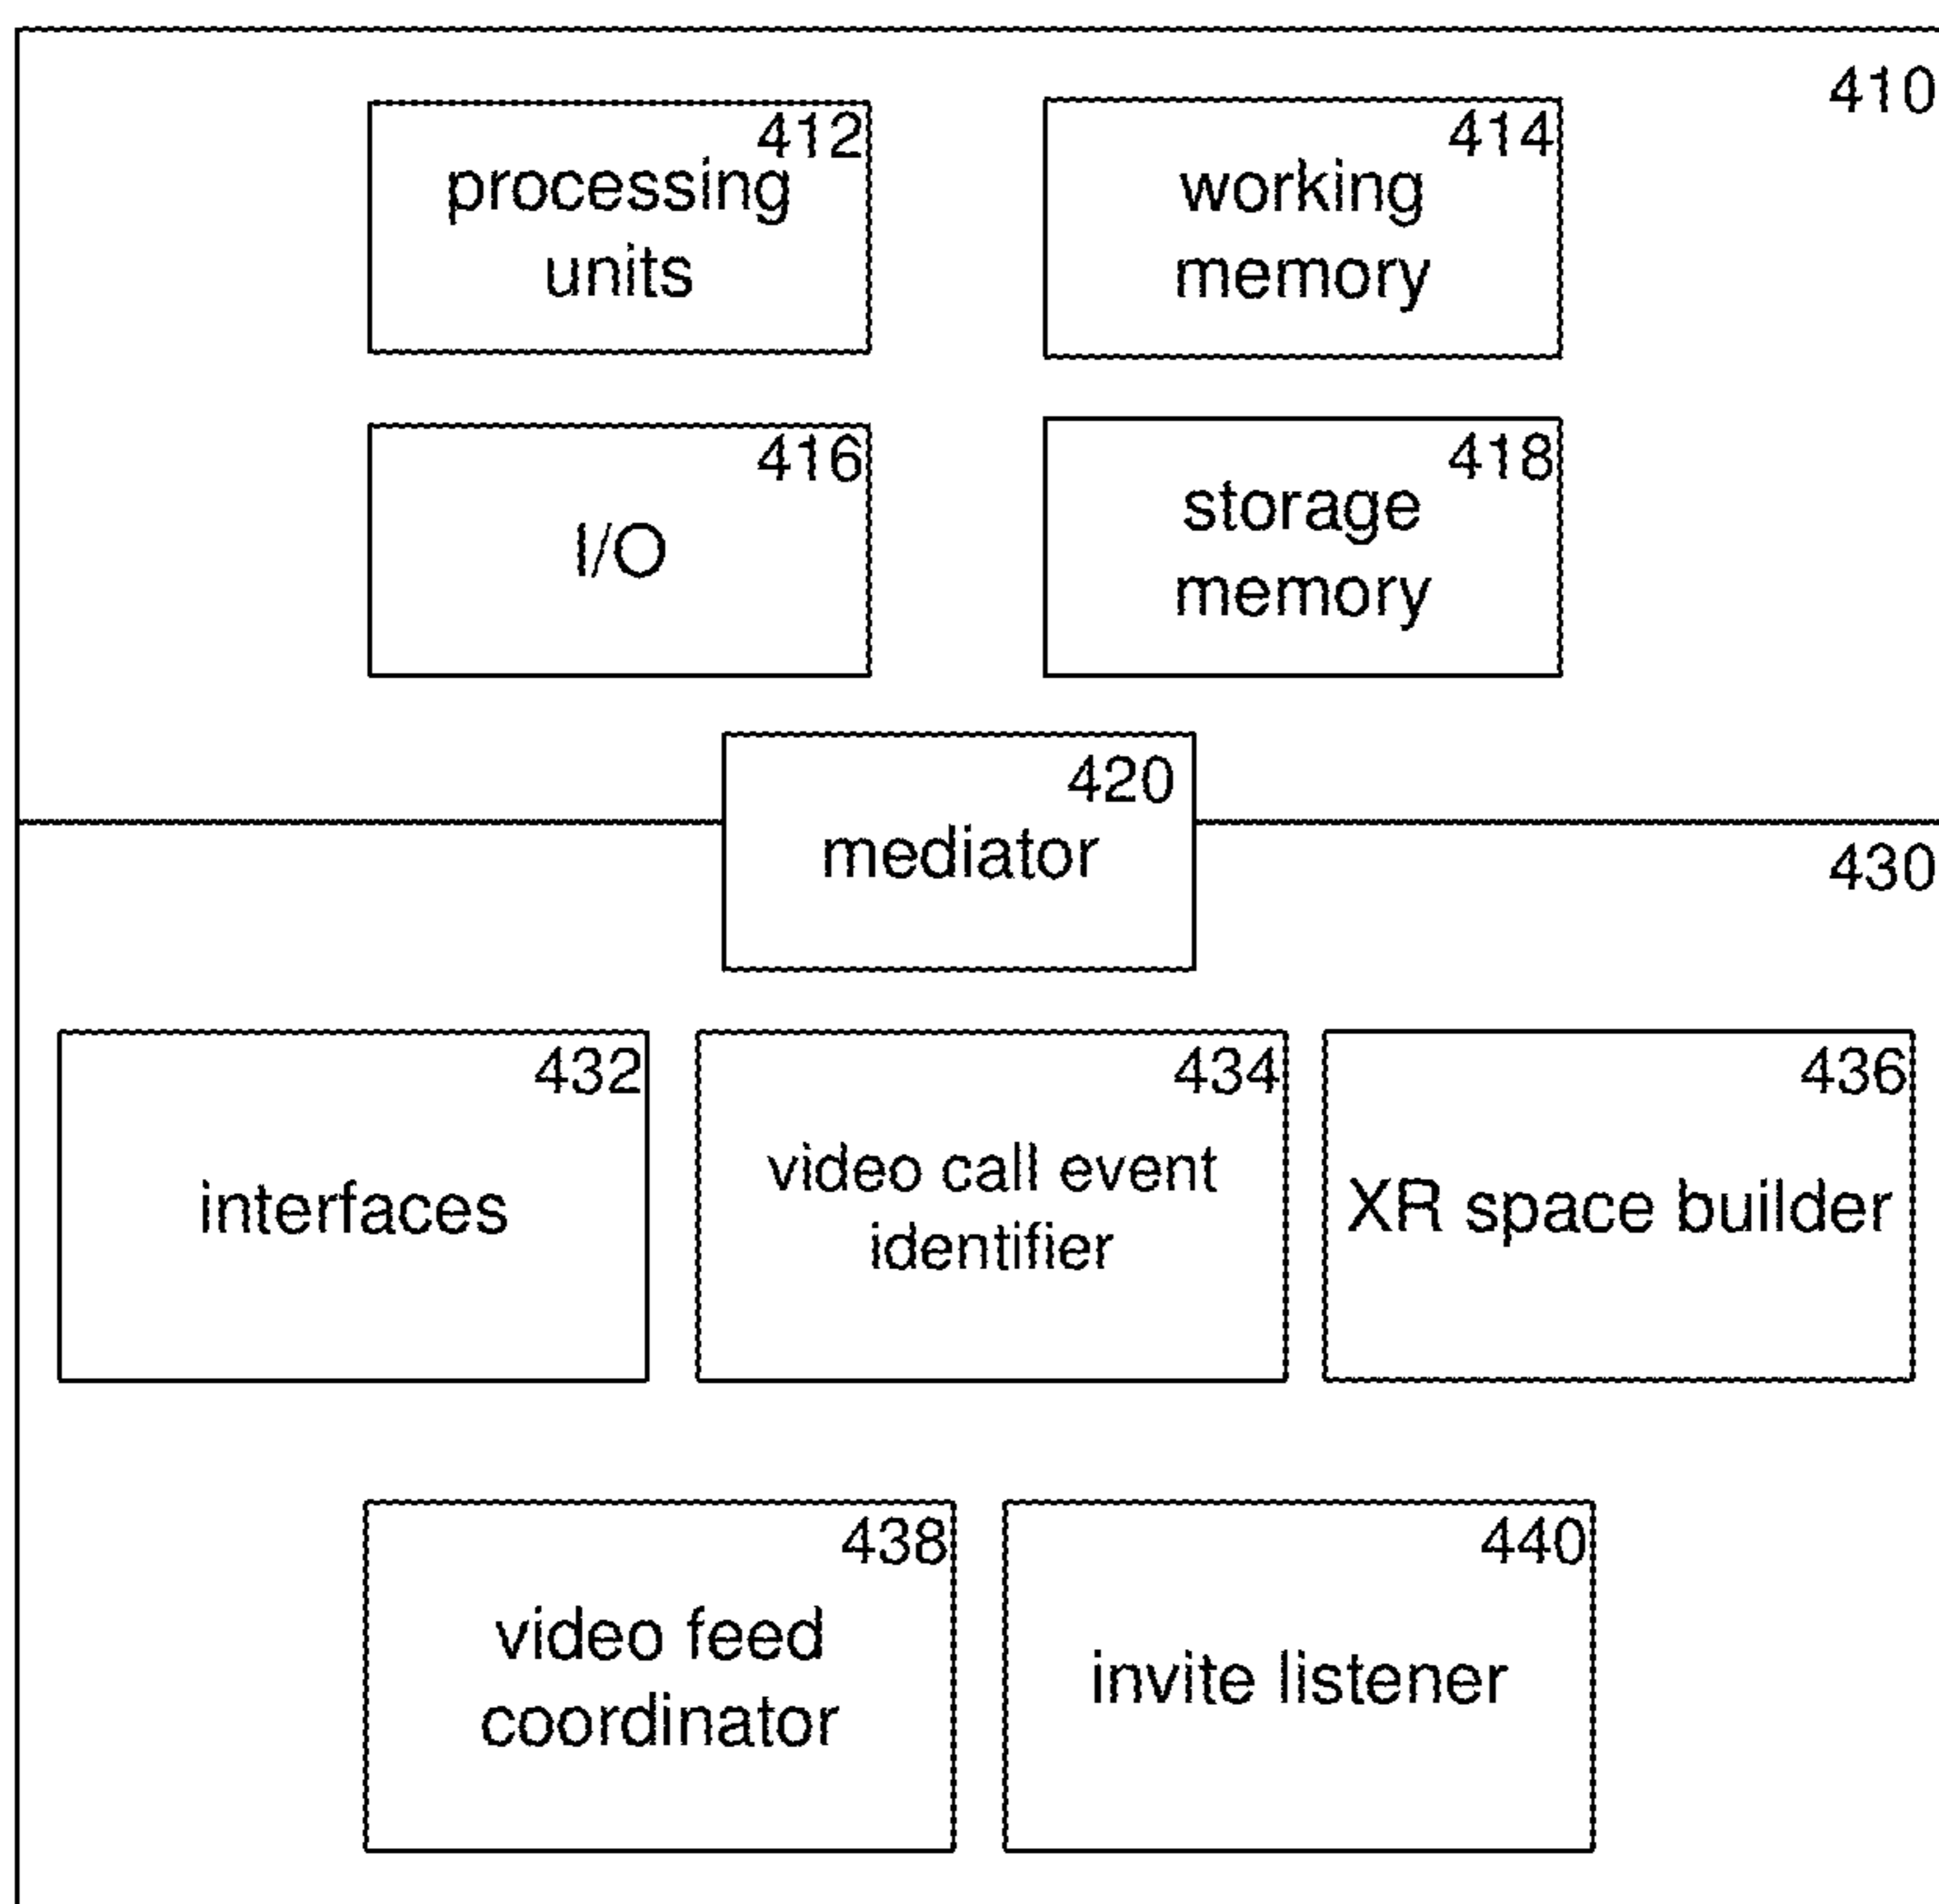 410
412
processing
units
414
working
memory
416
I/O
418
storage
memory
420
mediator
430
432
interfaces
434
video call event
identifier
436
XR space builder
438
video feed
coordinator
440
invite listener